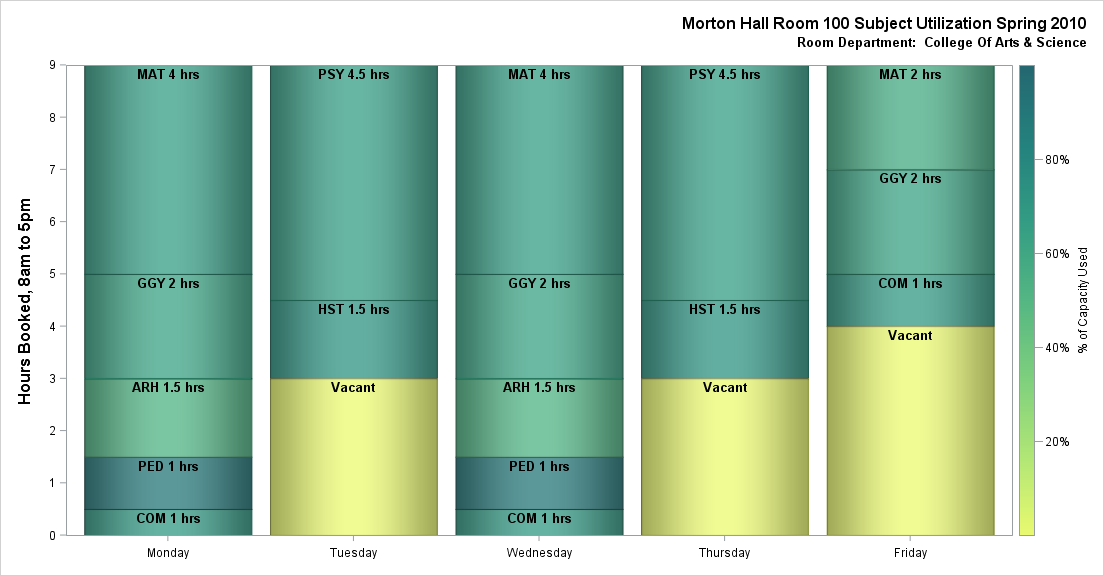 Morton Hall Room 100 Subject Utilization Spring 2010
Room Department:  College Of Arts & Science
Hours Booked, 8am to 5pm
9
8
7
6
5
4
3
2
1
0
MAT 4 hrs
GGY 2 hrs
ARH 1.5 hrs
PED 1 hrs
COM 1 hrs
Monday
PSY 4.5 hrs
HST 1.5 hrs
Vacant
Tuesday
MAT 4 hrs
GGY 2 hrs
ARH 1.5 hrs
PED 1 hrs
COM 1 hrs
Wednesday
PSY 4.5 hrs
HST 1.5 hrs
Vacant
Thursday
MAT 2 hrs
GGY 2 hrs
COM 1 hrs
Vacant
Friday
80%
60%
40%
20%
% of Capacity Used